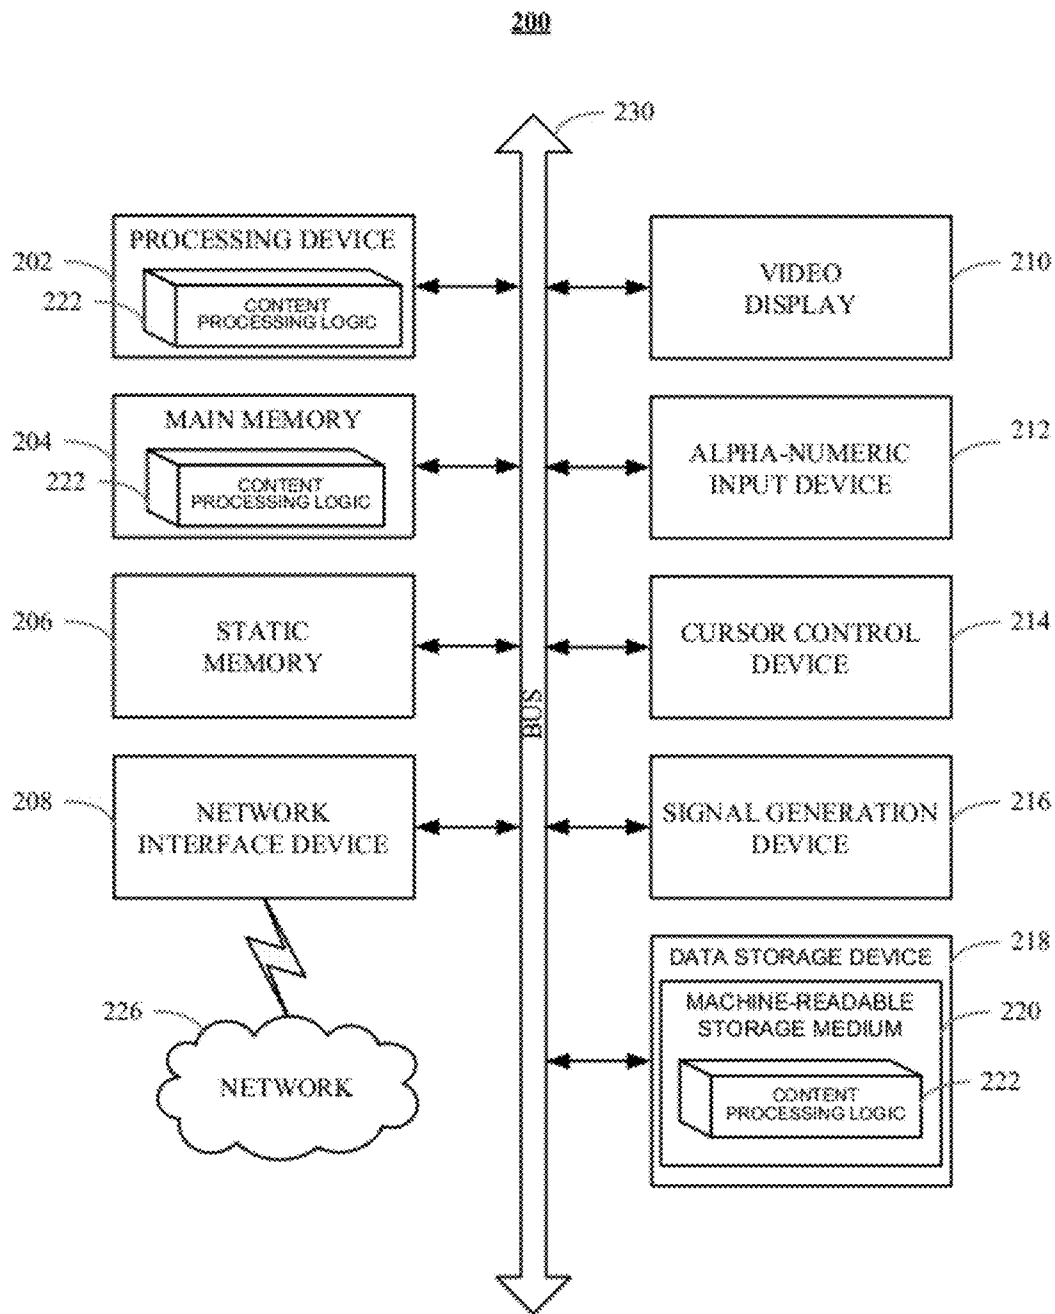 200
230
PROCESSING DEVICE
202
222
CONTENT
PROCESSING LOGIC
VIDEO
DISPLAY
210
MAIN MEMORY
204
222
CONTENT
PROCESSING LOGIC
ALPHA-NUMERIC
INPUT DEVICE
212
206
STATIC
MEMORY
CURSOR CONTROL
DEVICE
214
BUS
208
NETWORK
INTERFACE DEVICE
SIGNAL GENERATION
DEVICE
216
226
NETWORK
DATA STORAGE DEVICE
218
MACHINE-READABLE
STORAGE MEDIUM
220
CONTENT
PROCESSING LOGIC
222